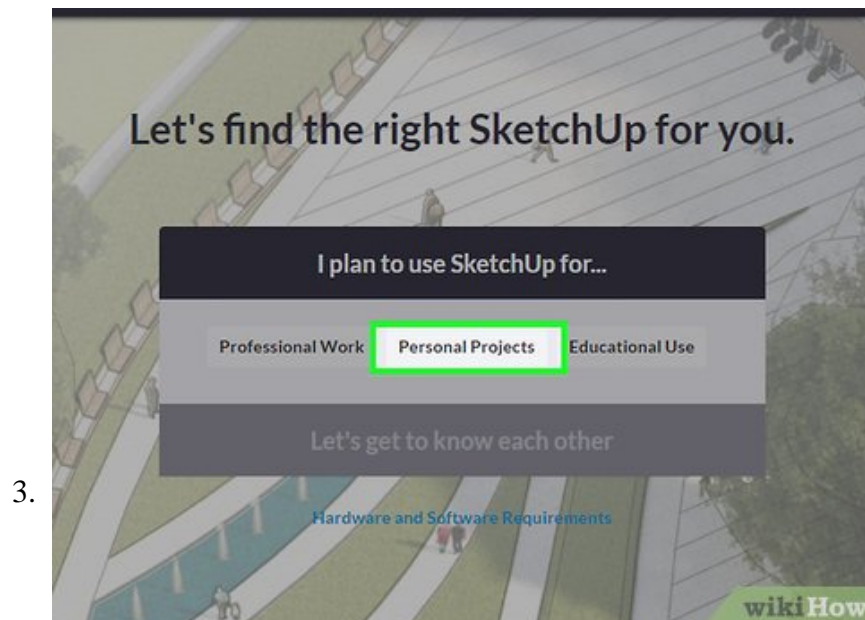 Let's find the right SketchUp for you.
I plan to use SketchUp for...
Professional Work Personal Projects Educational Use
Let's get to know each other
3.
Hardware and Software Requirements
wikiHow